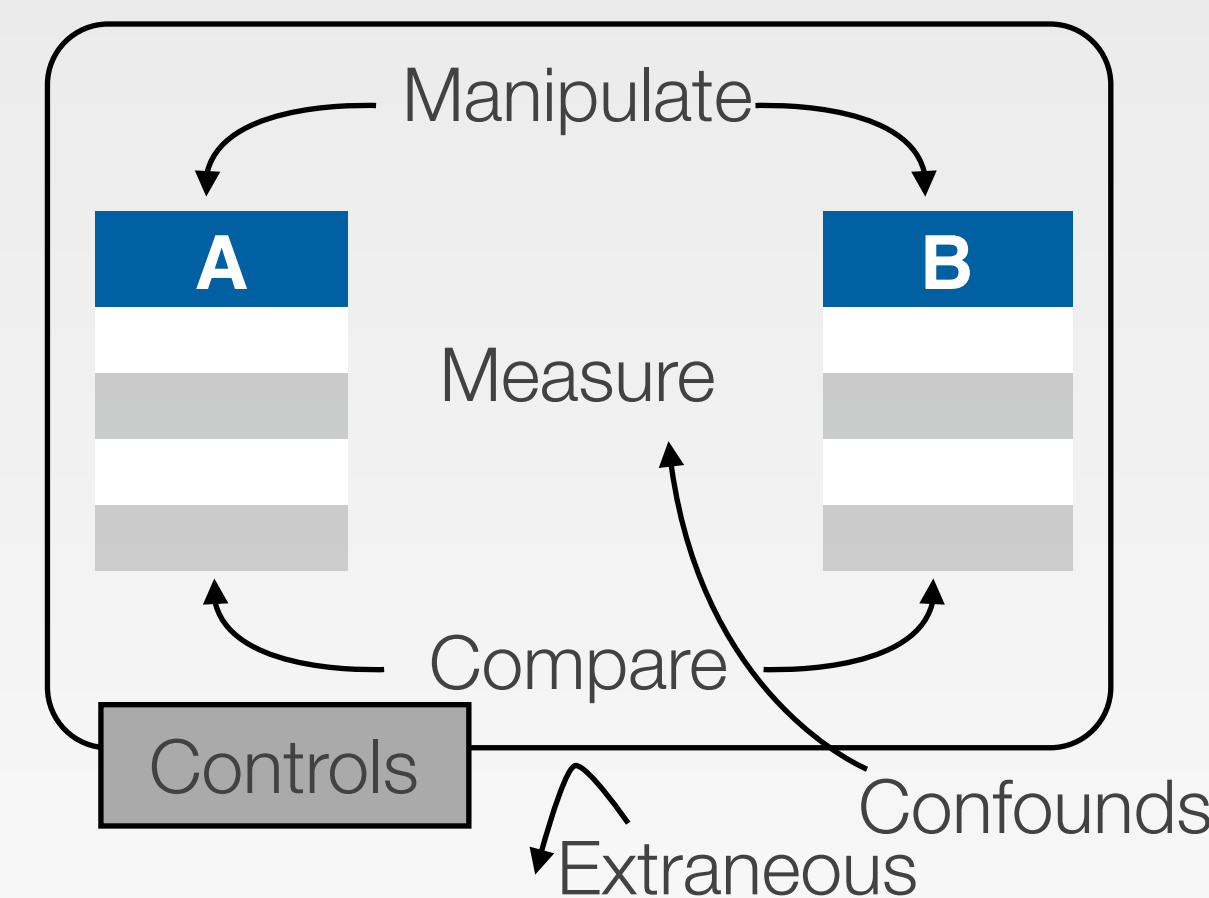 Manipulate
A
B
Measure
Compare
Controls
Confounds
Extraneous